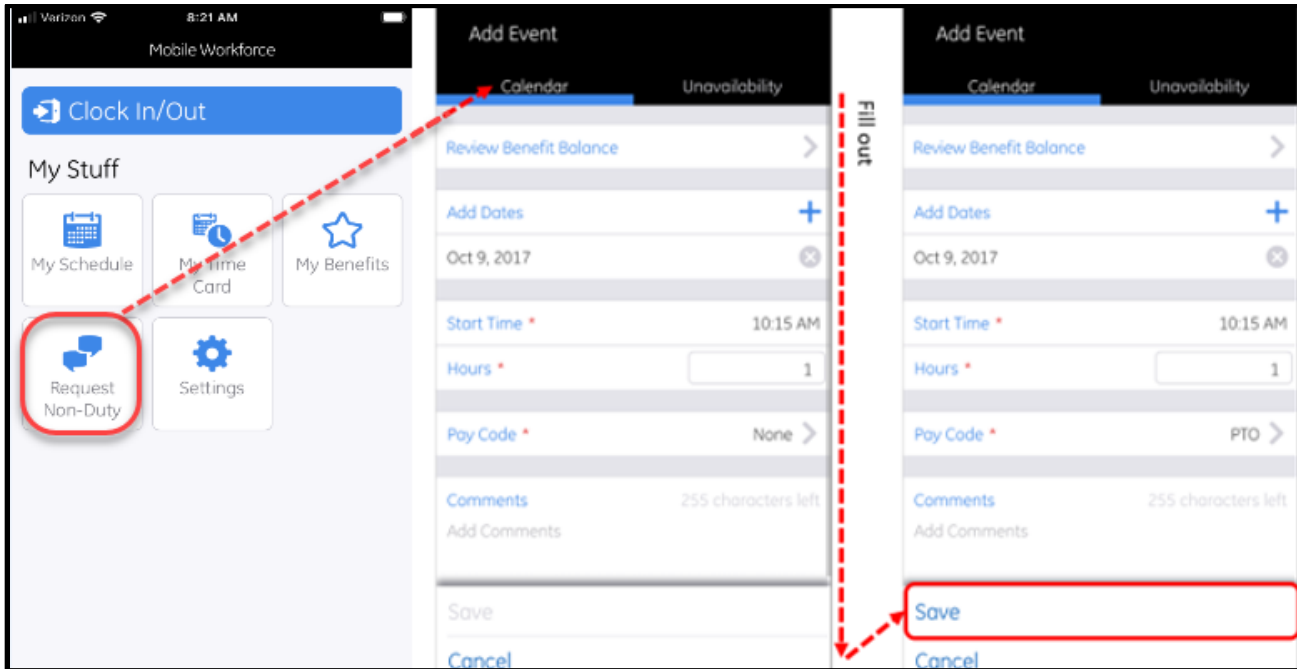 Verizon 8:21 AM
Mobile Workforce
Clock In/Out
My Stuff
My Schedule
My Time
Card
My Benefits
Request
Non-Duty
Settings
Add Event
Calendar Unavailability
Review Benefit Balance
Add Dates
Oct 9, 2017
Start Time * 10:15 AM
Hours * 1
Pay Code * None
Comments 255 characters left
Add Comments
Save
Cancel
Fill out
Add Event
Calendar Unavailability
Review Benefit Balance
Add Dates
Oct 9, 2017
Start Time * 10:15 AM
Hours * 1
Pay Code * PTO
Comments 255 characters left
Add Comments
Save
Cancel